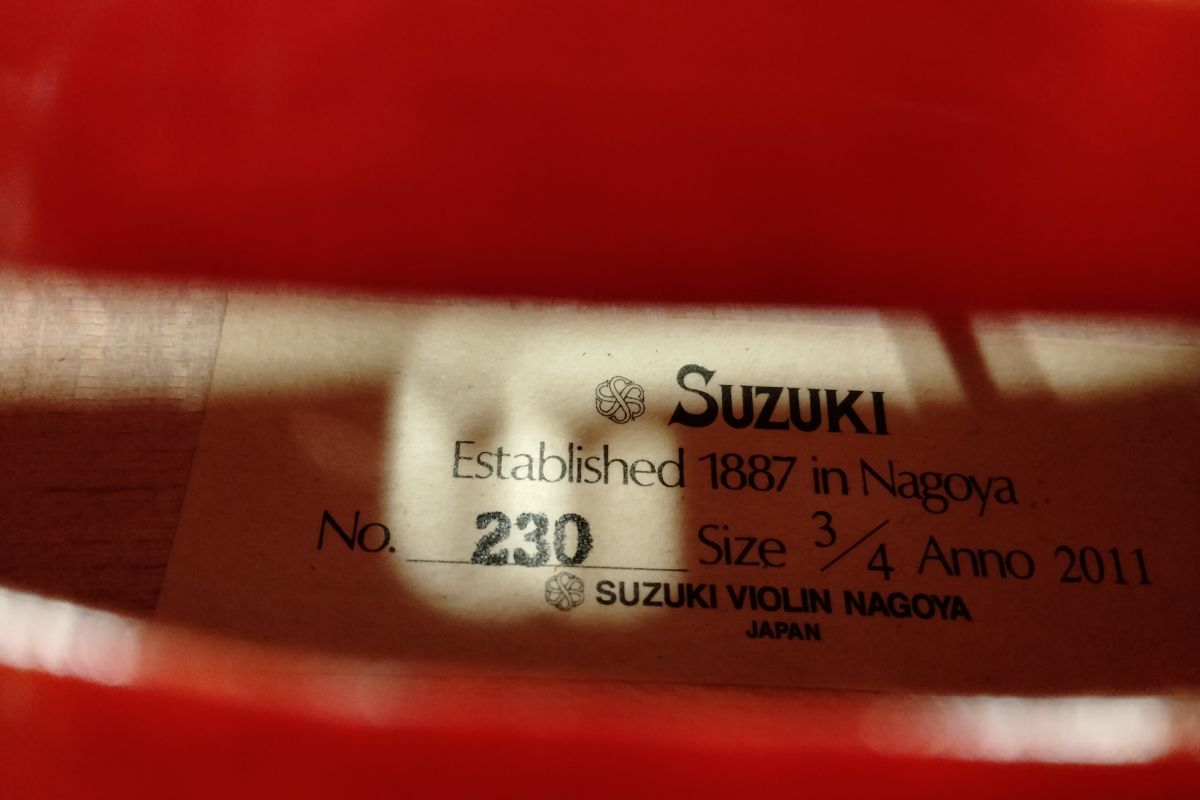 SUZUKI
Established 1887 in Nagoya
No. 230 Size 3/4 Anno 2011
SUZUKI VIOLIN NAGOYA
JAPAN